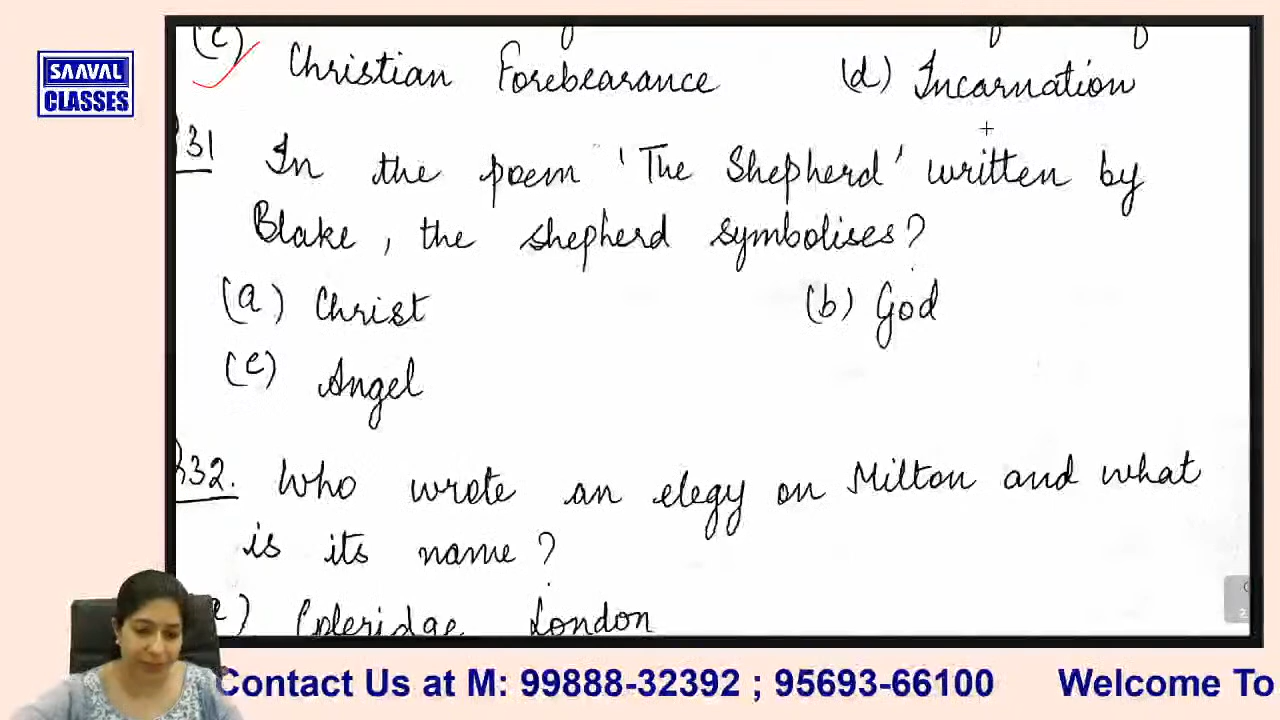 SAAVAL
CLASSES
(c) Christian Forebearance (d) Incarnation
31 In the poem 'The Shepherd' written by
Blake, the shepherd symbolises?
(a) Christ (b) God
(c) Angel
32. Who wrote an elegy on Milton and what
is its name?
Coleridge London
Contact Us at M: 99888-32392 ; 95693-66100 Welcome To